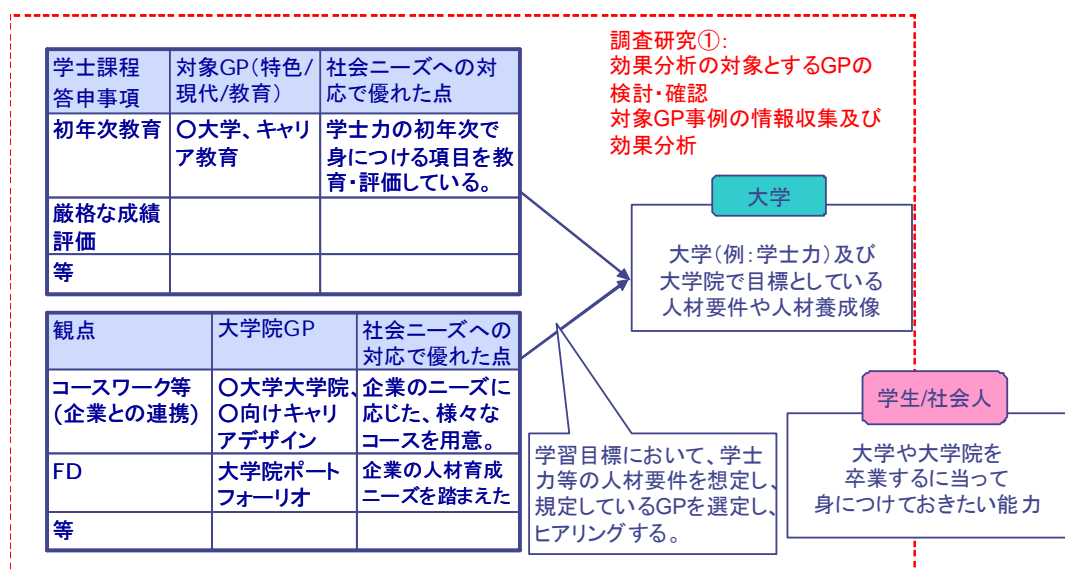 調査研究①:
効果分析の対象とするGPの
検討・確認
対象GP事例の情報収集及び
効果分析
学士課程
答申事項
対象GP(特色/
現代/教育)
社会ニーズへの対
応で優れた点
初年次教育
〇大学、キャリ
ア教育
学士力の初年次で
身につける項目を教
育・評価している。
厳格な成績
評価
等
大学
大学(例:学士力)及び
大学院で目標としている
人材要件や人材養成像
観点
大学院GP
社会ニーズへの
対応で優れた点
コースワーク等
(企業との連携)
〇大学大学院、
〇向けキャリ
アデザイン
企業のニーズに
応じた、様々な
コースを用意。
FD
大学院ポート
フォーリオ
企業の人材育成
ニーズを踏まえた
等
学習目標において、学士
力等の人材要件を想定し、
規定しているGPを選定し、
ヒアリングする。
学生/社会人
大学や大学院を
卒業するに当って
身につけておきたい能力